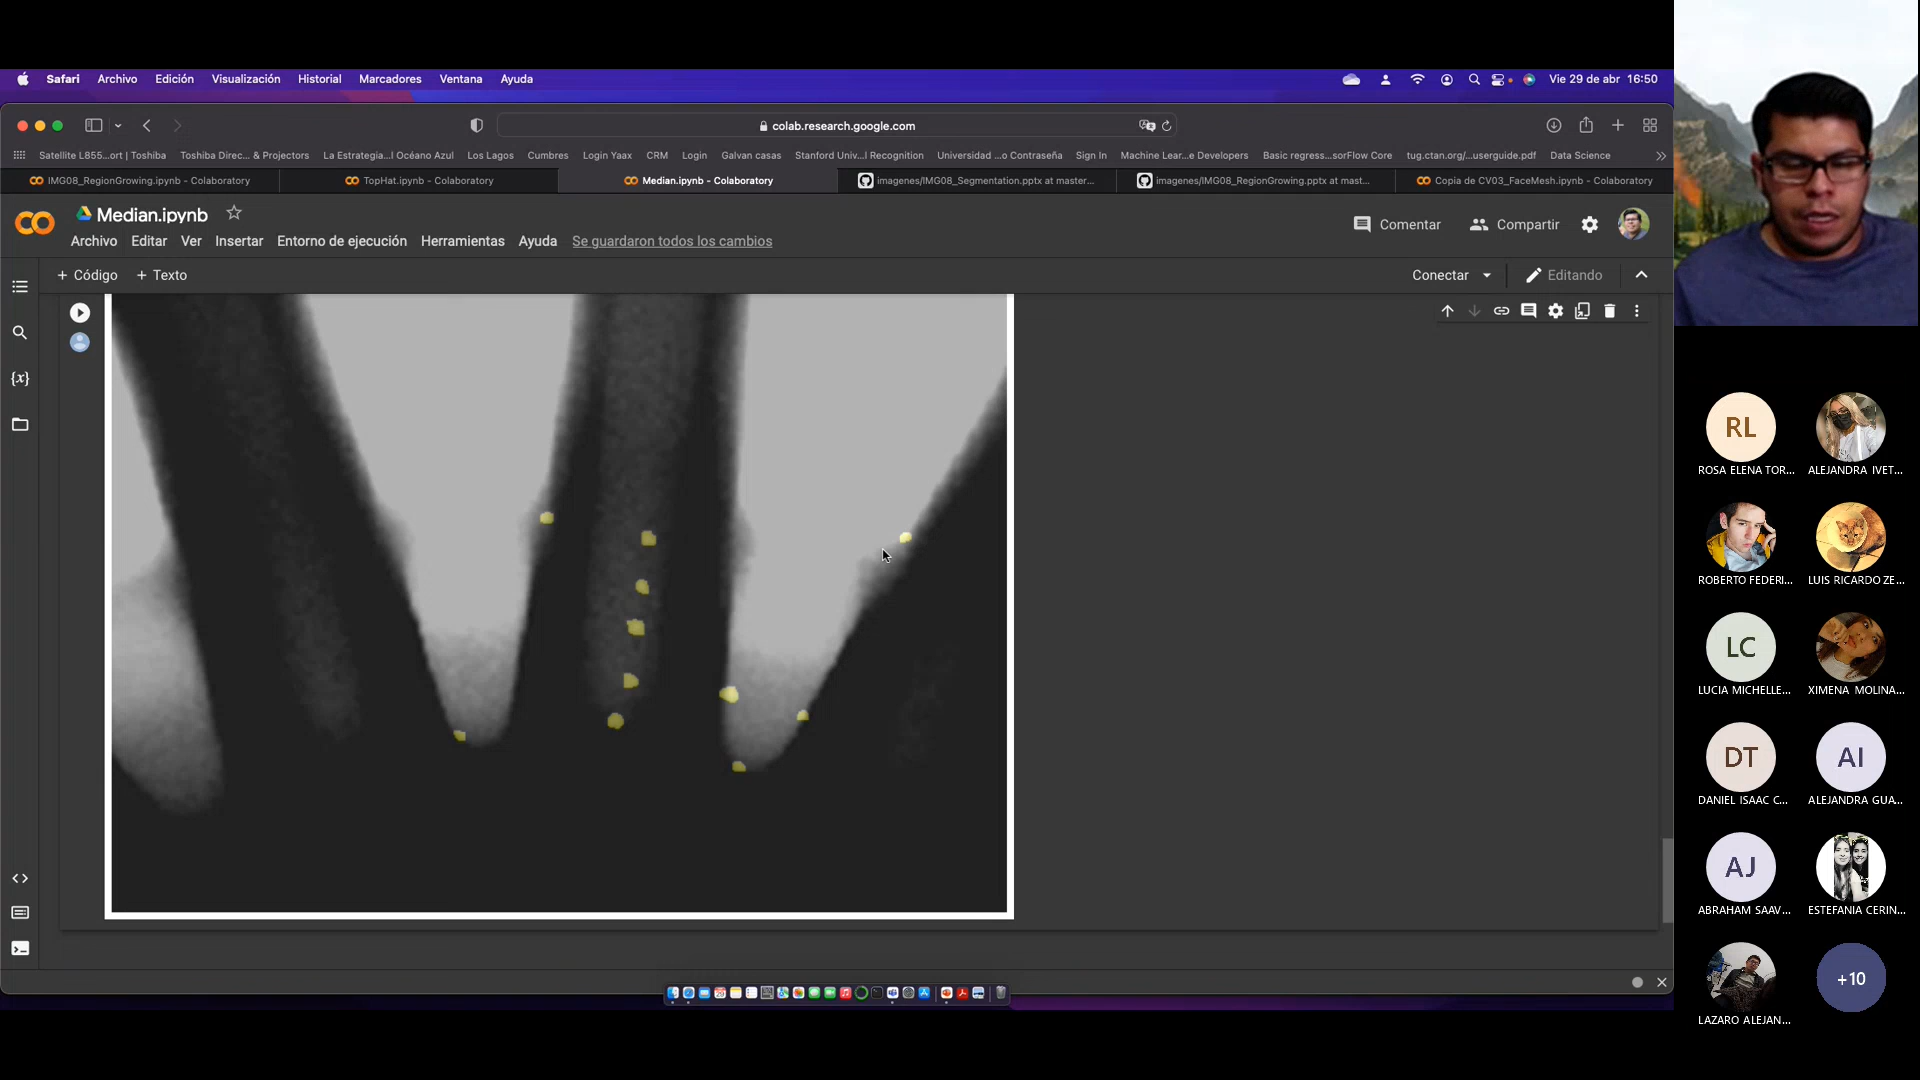 Safari Archivo Edición Visualización Historial Marcadores Ventana Ayuda Vie 29 de abr 16:50
colab.research.google.com
Satellite L855...ort | Toshiba Toshiba Direc... & Projectors La Estrategia...l Océano Azul Los Lagos Cumbres Login Yaax CRM Login Galvan casas Stanford Univ...l Recognition Universidad ...o Contraseña Sign In Machine Lear...e Developers Basic regress...sorFlow Core tug.ctan.org/...userguide.pdf Data Science
IMG08_RegionGrowing.ipynb - Colaboratory TopHat.ipynb - Colaboratory Median.ipynb - Colaboratory imagenes/IMG08_Segmentation.pptx at master... imagenes/IMG08_RegionGrowing.pptx at mast... Copia de CV03_FaceMesh.ipynb - Colaboratory
Median.ipynb
Comentar Compartir
Archivo Editar Ver Insertar Entorno de ejecución Herramientas Ayuda Se guardaron todos los cambios
+ Código + Texto Conectar Editando
{x}
RL
ROSA ELENA TOR... ALEJANDRA IVET...
ROBERTO FEDERI... LUIS RICARDO ZE...
LC
LUCIA MICHELLE... XIMENA MOLINA...
DT AI
DANIEL ISAAC C... ALEJANDRA GUA...
AJ
ABRAHAM SAAV... ESTEFANIA CERIN...
+10
LAZARO ALEJAN...